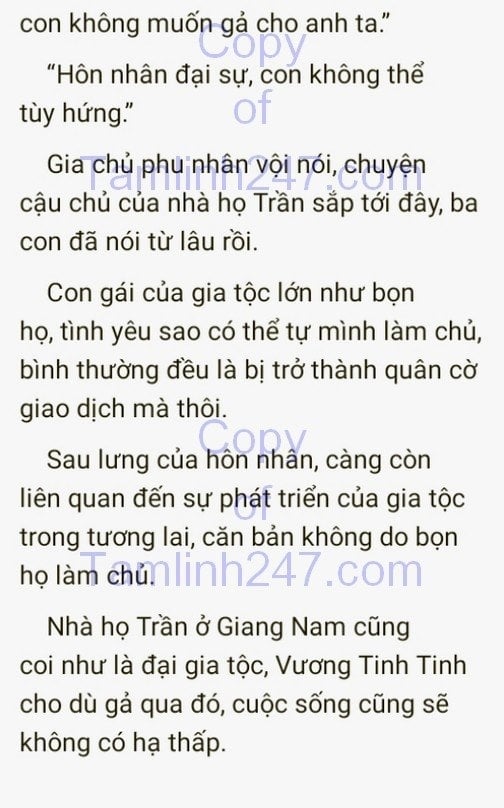 con không muốn gả cho anh ta.”
Copy
“Hôn nhân đại sự, con không thể
of
tùy hứng.”
Gia chủ phu nhân vội nói, chuyện
Tamlinh247.com
cậu chủ của nhà họ Trần sắp tới đây, ba
con đã nói từ lâu rồi.
Con gái của gia tộc lớn như bọn
họ, tình yêu sao có thể tự mình làm chủ,
bình thường đều là bị trở thành quân cờ
giao dịch mà thôi.
Copy
Sau lưng của hôn nhân, càng còn
liên quan đến sự phát triển của gia tộc
of
trong tương lai, căn bản không do bọn
Tamlinh247.com
họ làm chủ.
Nhà họ Trần ở Giang Nam cũng
coi như là đại gia tộc, Vương Tinh Tinh
cho dù gả qua đó, cuộc sống cũng sẽ
không có hạ thấp.